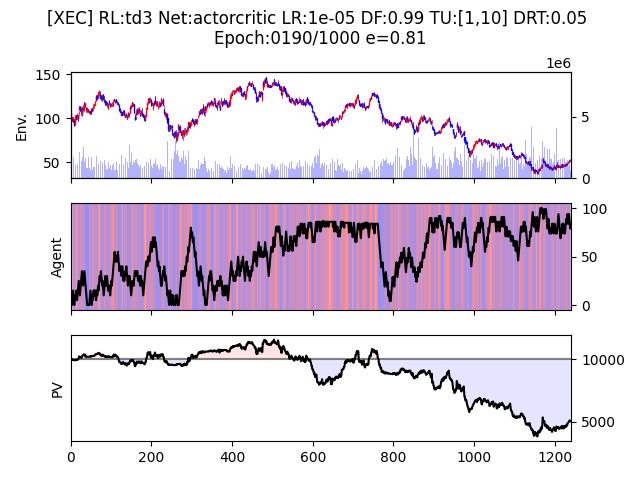 [XEC] RL:td3 Net:actorcritic LR:1e-05 DF:0.99 TU:[1,10] DRT:0.05
Epoch:0190/1000 e=0.81
1e6
150
100
50
Env.
5
0
Agent
100
50
0
PV
10000
5000
0 200 400 600 800 1000 1200